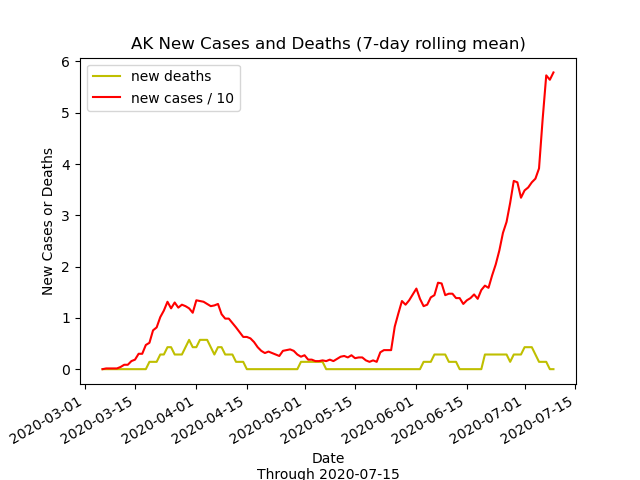 AK New Cases and Deaths (7-day rolling mean)
new deaths
new cases / 10
New Cases or Deaths
6
5
4
3
2
1
0
2020-03-01
2020-03-15
2020-04-01
2020-04-15
2020-05-01
2020-05-15
2020-06-01
2020-06-15
2020-07-01
2020-07-15
Date
Through 2020-07-15